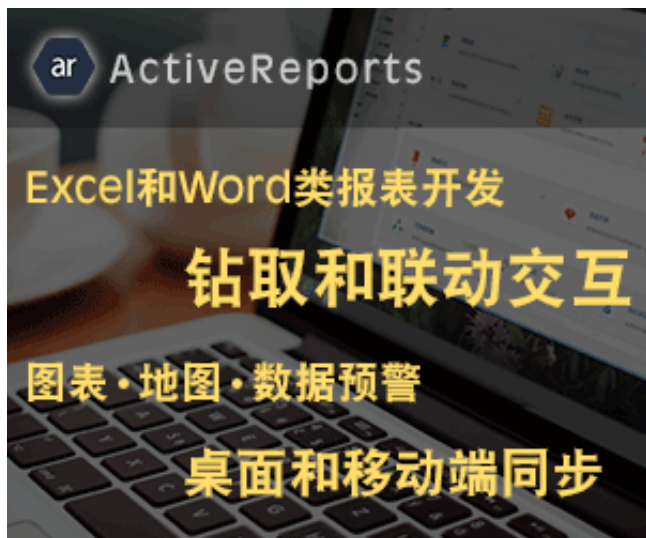 ar ActiveReports
Excel和Word类报表开发
钻取和联动交互
图表·地图·数据预警
桌面和移动端同步